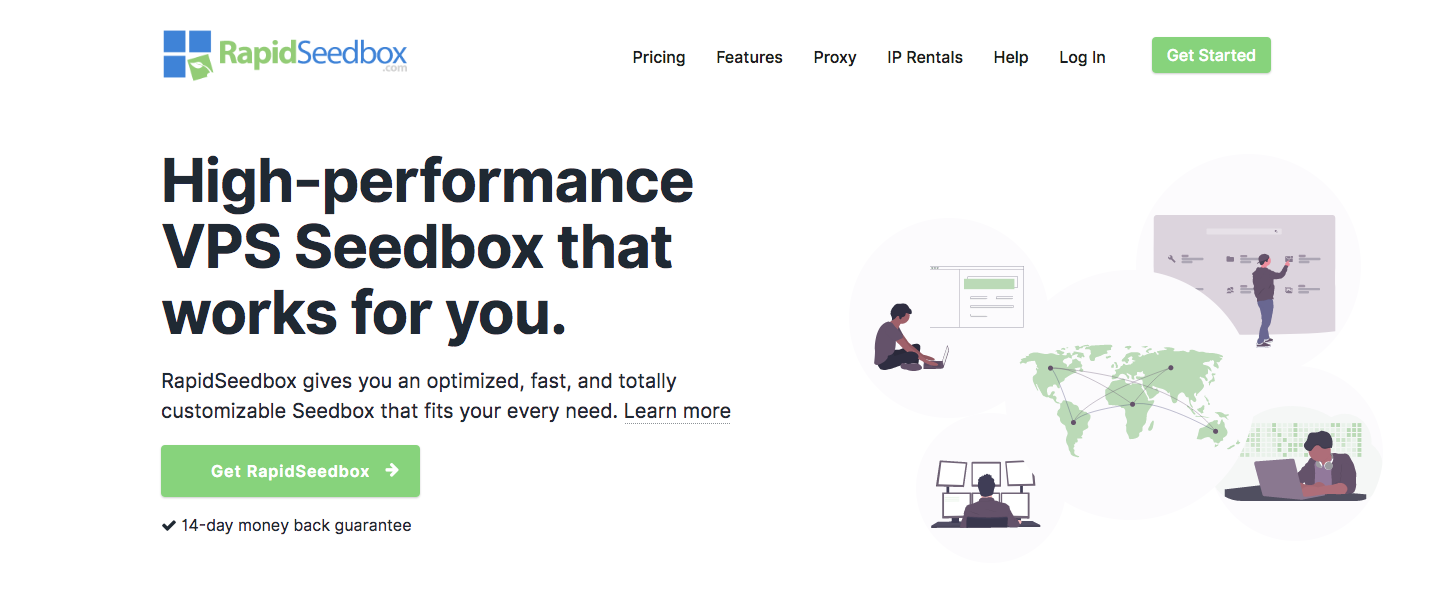 RapidSeedbox
.com
Pricing Features Proxy IP Rentals Help Log In Get Started
High-performance
VPS Seedbox that
works for you.
RapidSeedbox gives you an optimized, fast, and totally
customizable Seedbox that fits your every need. Learn more
Get RapidSeedbox
14-day money back guarantee